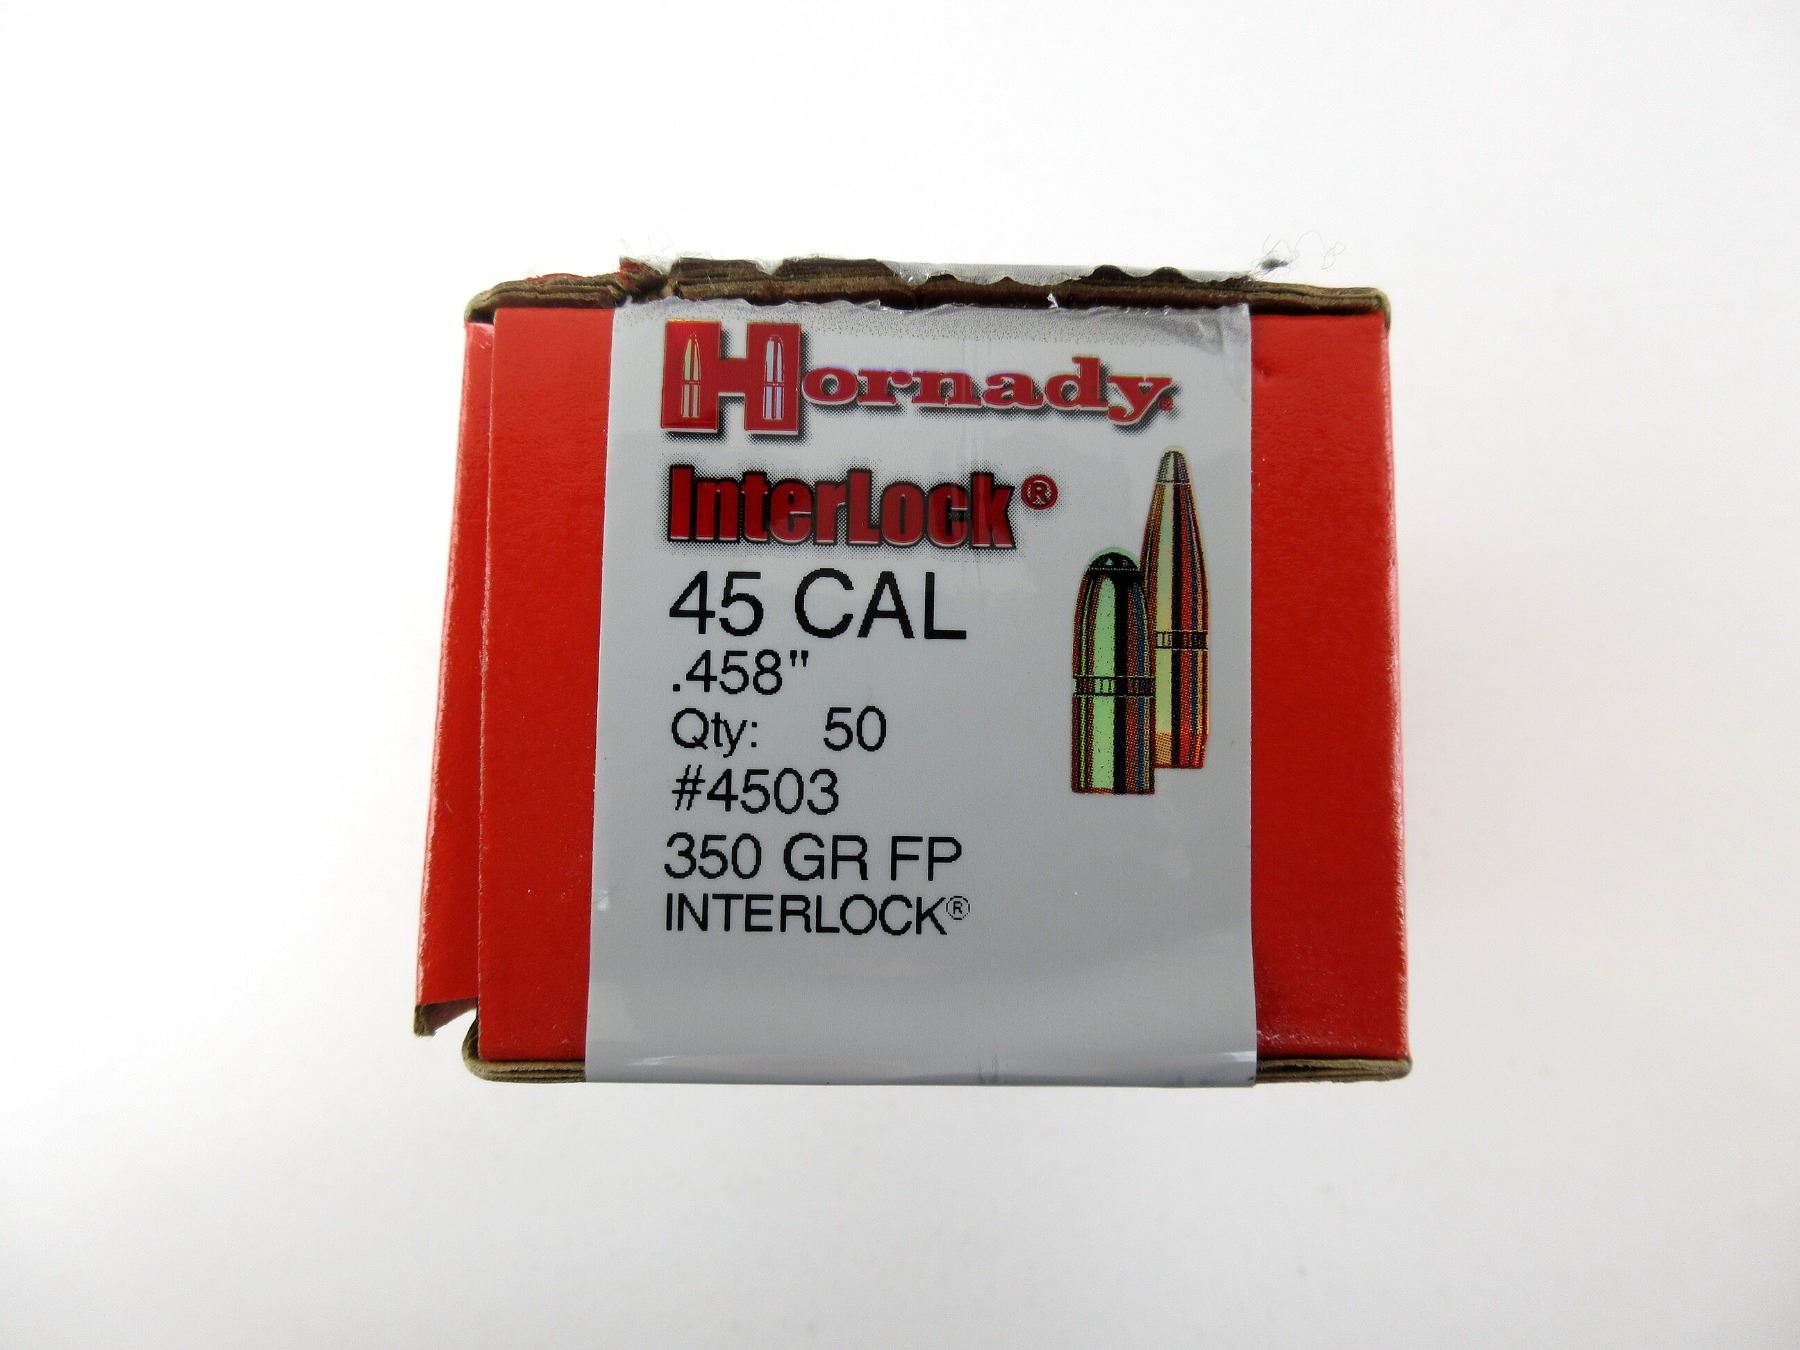 Hornady®
InterLock®
45 CAL
.458"
Qty: 50
#4503
350 GR FP
INTERLOCK®